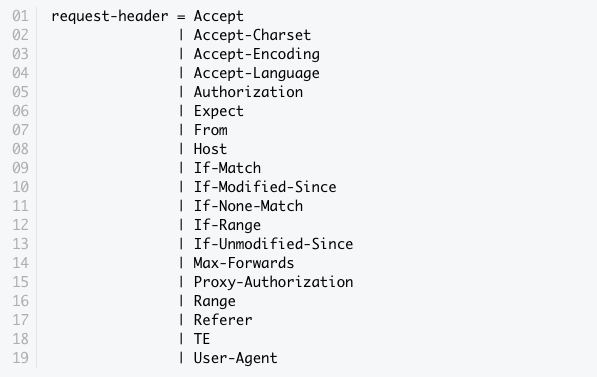 01 request-header = Accept
02 | Accept-Charset
03 | Accept-Encoding
04 | Accept-Language
05 | Authorization
06 | Expect
07 | From
08 | Host
09 | If-Match
10 | If-Modified-Since
11 | If-None-Match
12 | If-Range
13 | If-Unmodified-Since
14 | Max-Forwards
15 | Proxy-Authorization
16 | Range
17 | Referer
18 | TE
19 | User-Agent